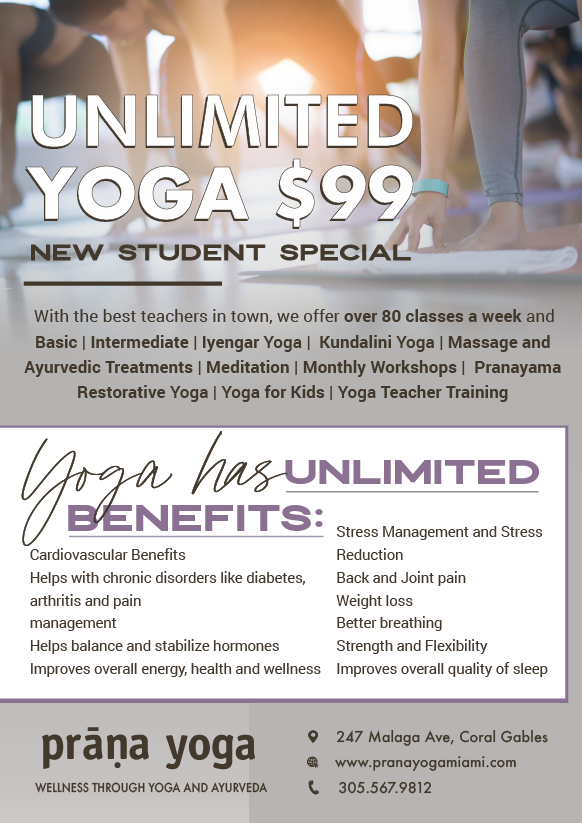 UNLIMITED
YOGA $99
NEW STUDENT SPECIAL
With the best teachers in town, we offer over 80 classes a week and
Basic | Intermediate | Iyengar Yoga | Kundalini Yoga | Massage and
Ayurvedic Treatments | Meditation | Monthly Workshops | Pranayama
Restorative Yoga | Yoga for Kids | Yoga Teacher Training
Yoga has UNLIMITED
BENEFITS:
Cardiovascular Benefits
Helps with chronic disorders like diabetes,
arthritis and pain
management
Helps balance and stabilize hormones
Improves overall energy, health and wellness
Stress Management and Stress
Reduction
Back and Joint pain
Weight loss
Better breathing
Strength and Flexibility
Improves overall quality of sleep
prāṇa yoga
WELLNESS THROUGH YOGA AND AYURVEDA
247 Malaga Ave, Coral Gables
www.pranayogamiami.com
305.567.9812